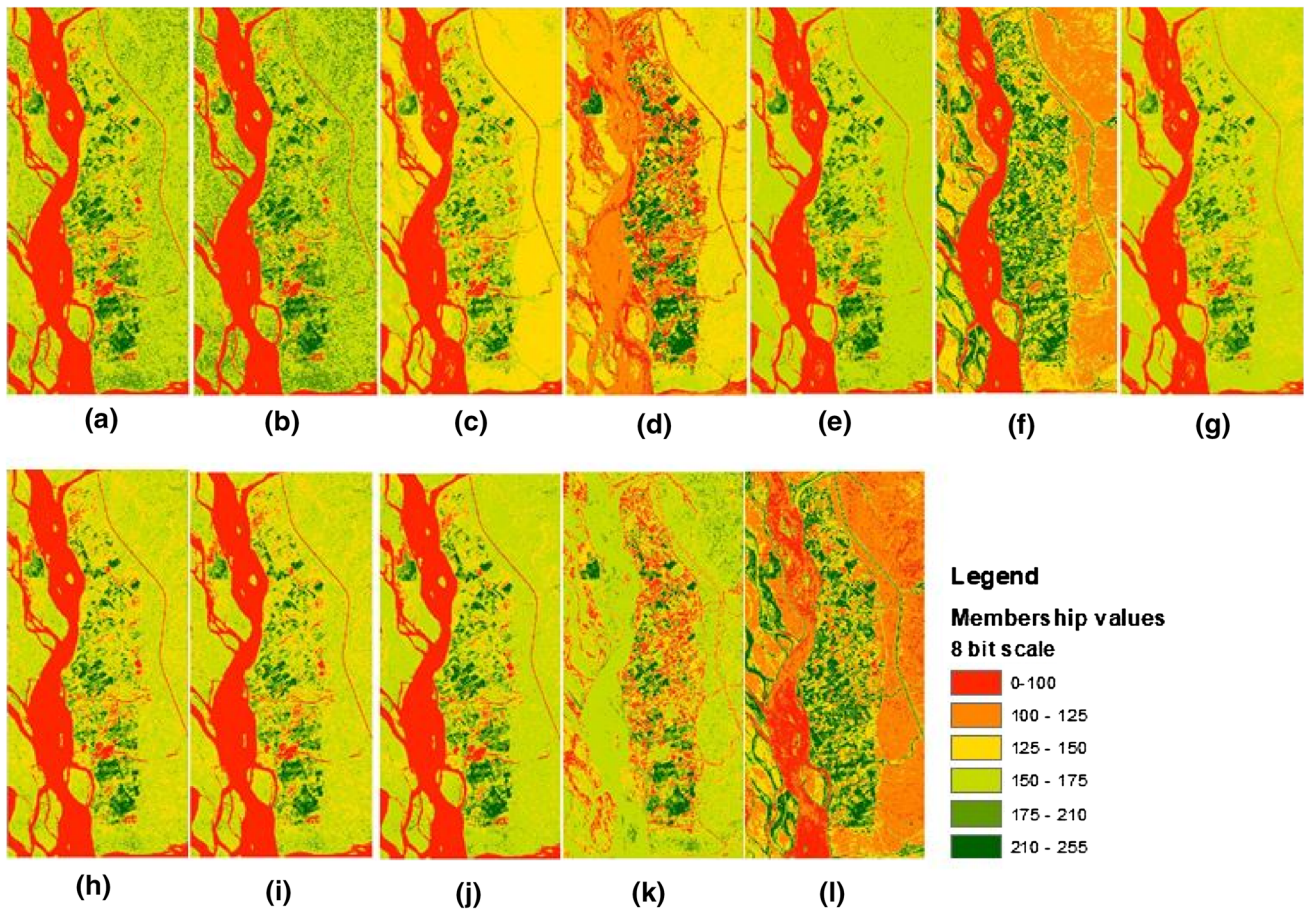 (a) (b) (c) (d) (e) (f) (g)
(h) (i) (j) (k) (l)
Legend
Membership values
8 bit scale
0-100
100 - 125
125 - 150
150 - 175
175 - 210
210 - 255